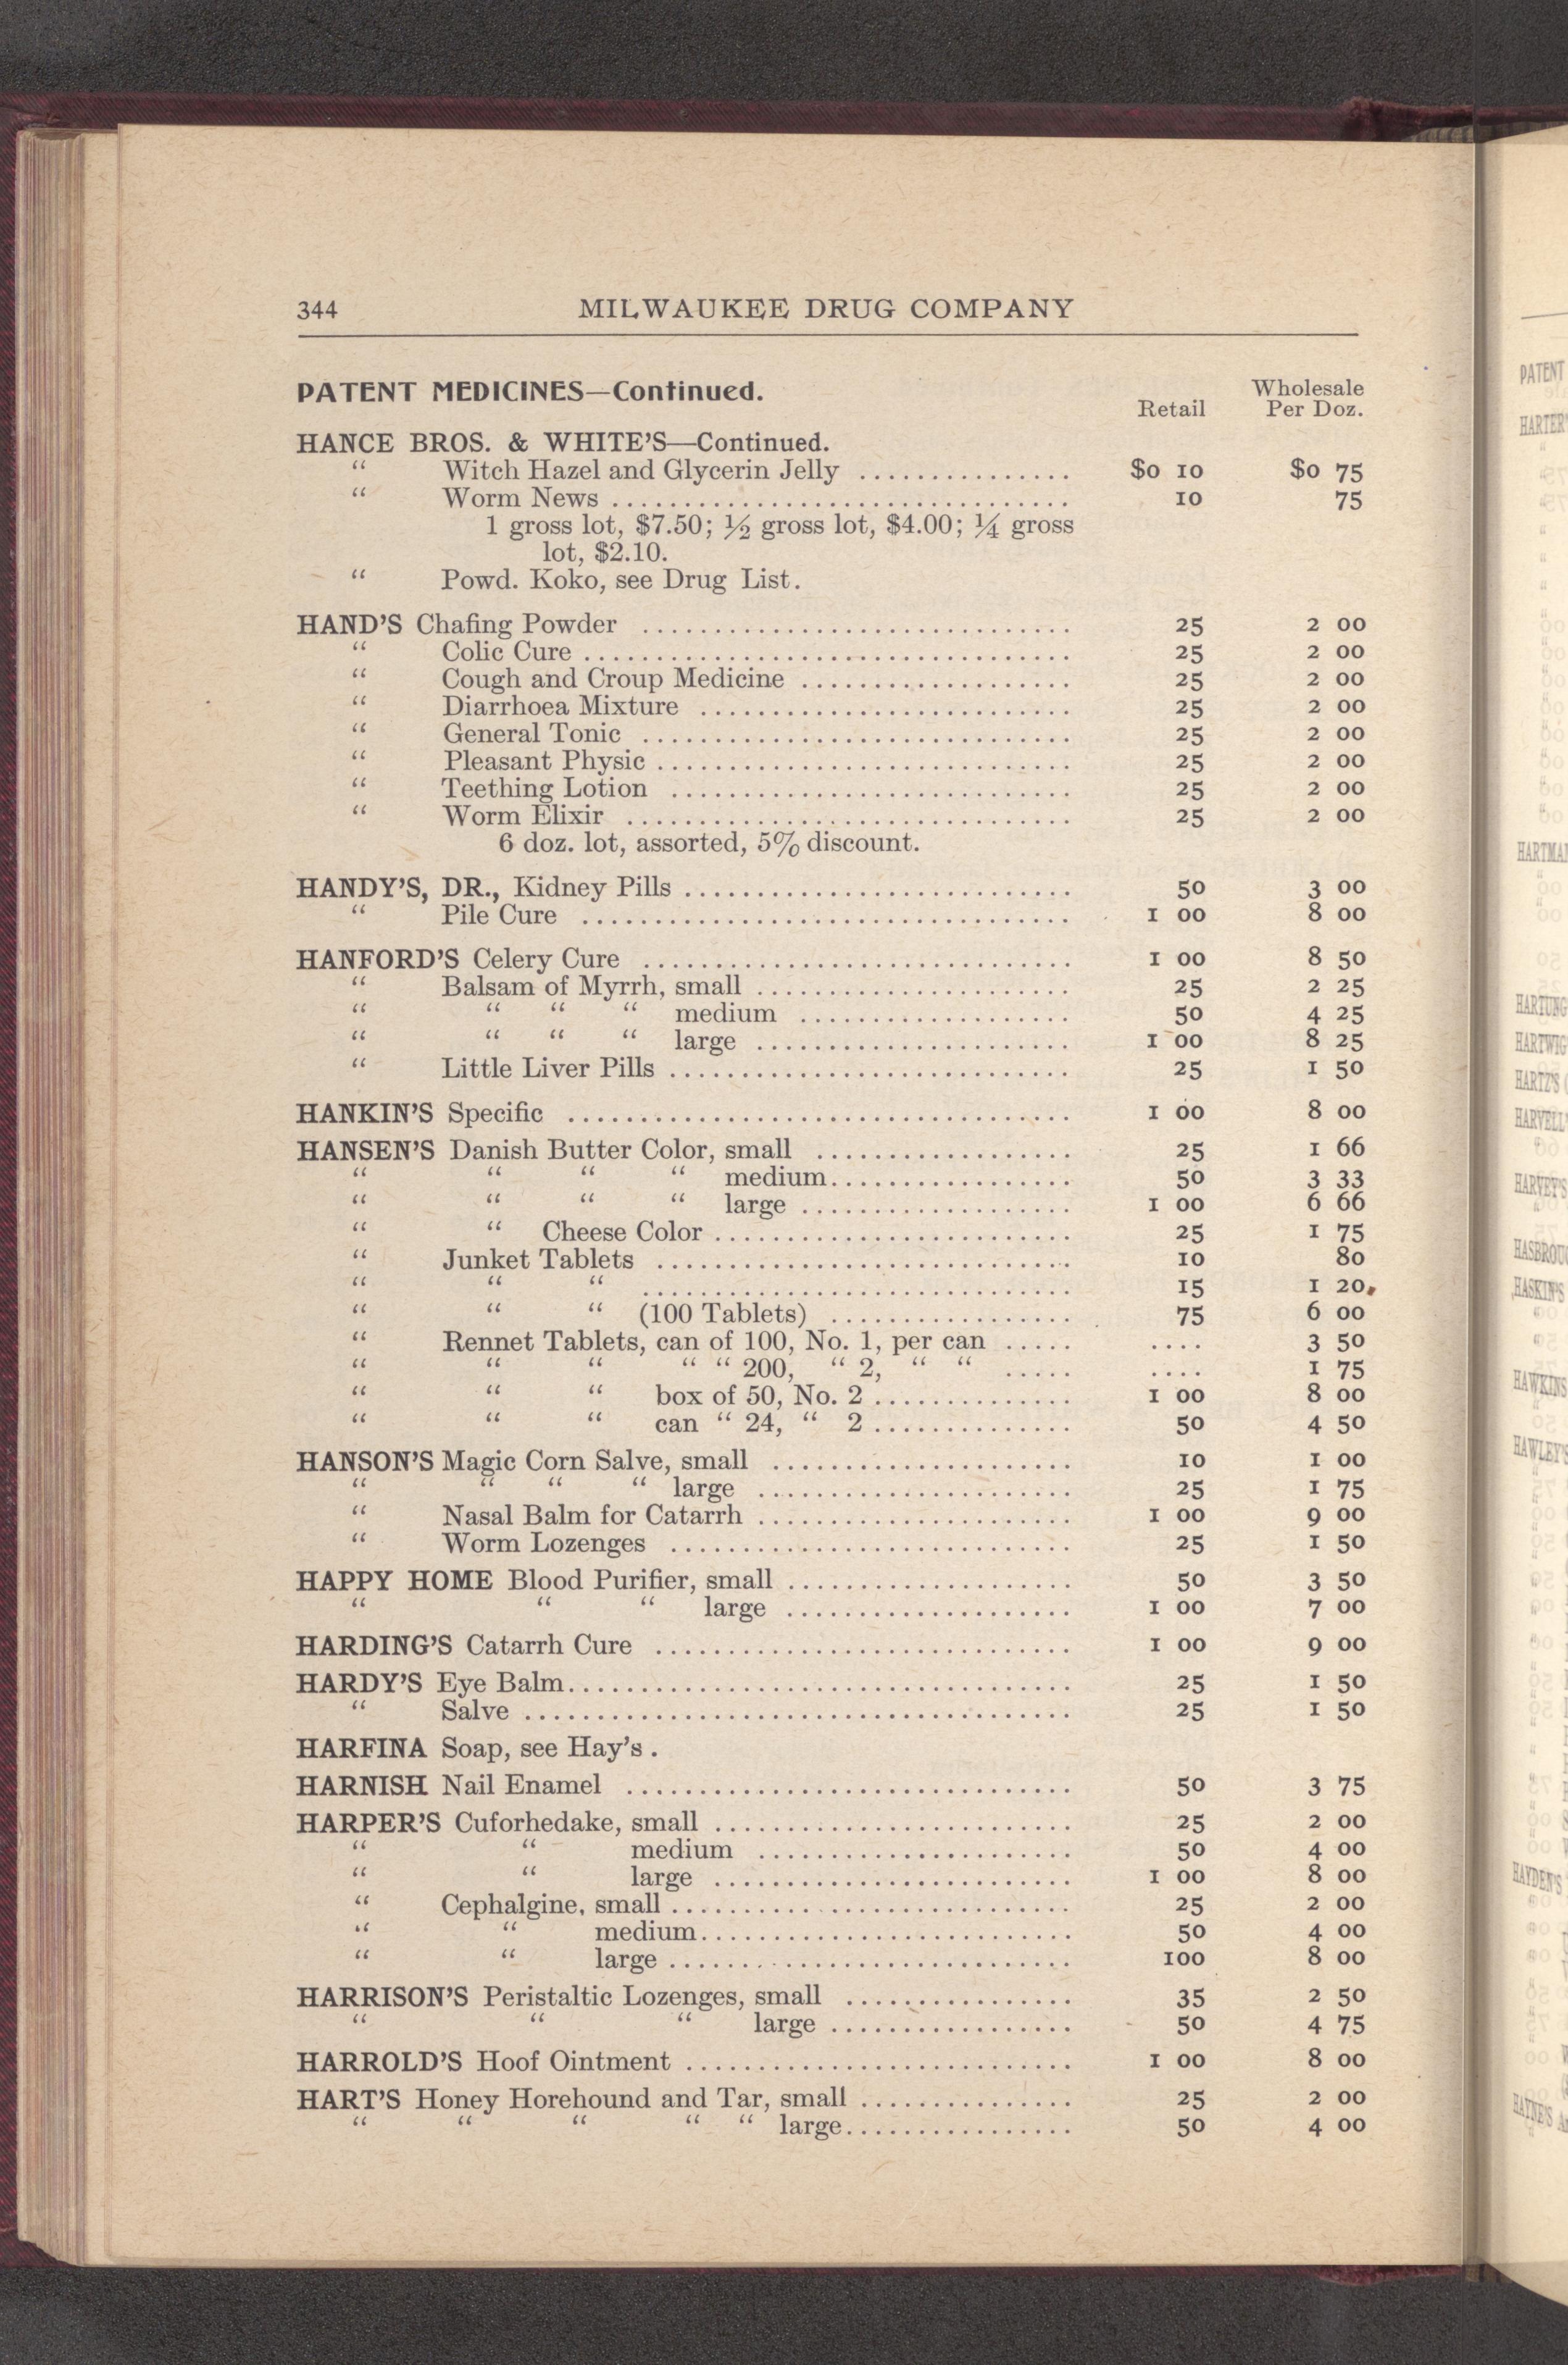 344 MILWAUKEE DRUG COMPANY
PATENT MEDICINES—Continued. Retail Wholesale Per Doz.
HANCE BROS. & WHITE'S—Continued.
“ Witch Hazel and Glycerin Jelly ............... $0 10 $0 75
“ Worm News ............................... 10 75
1 gross lot, $7.50; ½ gross lot, $4.00; ¼ gross
lot, $2.10.
“ Powd. Koko, see Drug List.
HAND'S Chafing Powder .............................. 25 2 00
“ Colic Cure .................................. 25 2 00
“ Cough and Croup Medicine ................... 25 2 00
“ Diarrhoea Mixture .......................... 25 2 00
“ General Tonic .............................. 25 2 00
“ Pleasant Physic ............................. 25 2 00
“ Teething Lotion ............................ 25 2 00
“ Worm Elixir ............................... 25 2 00
6 doz. lot, assorted, 5% discount.
HANDY'S, DR., Kidney Pills ........................... 50 3 00
“ Pile Cure .................................. 1 00 8 00
HANFORD'S Celery Cure .............................. 1 00 8 50
“ Balsam of Myrrh, small ...................... 25 2 25
“ “ “ “ medium ................... 50 4 25
“ “ “ “ large ...................... 1 00 8 25
“ Little Liver Pills ............................ 25 1 50
HANKIN'S Specific ................................... 1 00 8 00
HANSEN'S Danish Butter Color, small .................. 25 1 66
“ “ “ “ medium................. 50 3 33
“ “ “ “ large ................... 1 00 6 66
“ “ Cheese Color ......................... 25 1 75
“ Junket Tablets ............................. 10 80
“ “ “ .............................. 15 1 20
“ “ “ (100 Tablets) ................. 75 6 00
“ Rennet Tablets, can of 100, No. 1, per can ..... .... 3 50
“ “ “ “ “ 200, “ 2, “ “ ..... .... 1 75
“ “ “ box of 50, No. 2 .............. 1 00 8 00
“ “ “ can “ 24, “ 2 .............. 50 4 50
HANSON'S Magic Corn Salve, small ..................... 10 1 00
“ “ “ “ large ...................... 25 1 75
“ Nasal Balm for Catarrh ...................... 1 00 9 00
“ Worm Lozenges ............................ 25 1 50
HAPPY HOME Blood Purifier, small .................... 50 3 50
“ “ “ large .................... 1 00 7 00
HARDING'S Catarrh Cure ............................. 1 00 9 00
HARDY'S Eye Balm................................... 25 1 50
“ Salve ...................................... 25 1 50
HARFINA Soap, see Hay's.
HARNISH Nail Enamel ............................... 50 3 75
HARPER'S Cuforhedake, small ......................... 25 2 00
“ “ medium ...................... 50 4 00
“ “ large ......................... 1 00 8 00
“ Cephalgine, small ............................ 25 2 00
“ “ medium.......................... 50 4 00
“ “ large ............................ 100 8 00
HARRISON'S Peristaltic Lozenges, small ................ 35 2 50
“ “ “ large ................. 50 4 75
HARROLD'S Hoof Ointment ........................... 1 00 8 00
HART'S Honey Horehound and Tar, small ............... 25 2 00
“ “ “ “ “ large................ 50 4 00
PATENT
HARTER'
HARTMA
HARTUNG
HARTWIG
HARTZ'S
HARVELL'
HARVEY'S
HASBROU
HASKIN'S
HAWKINS
HAWLEY'S
HAYDEN'S
HAYNE'S